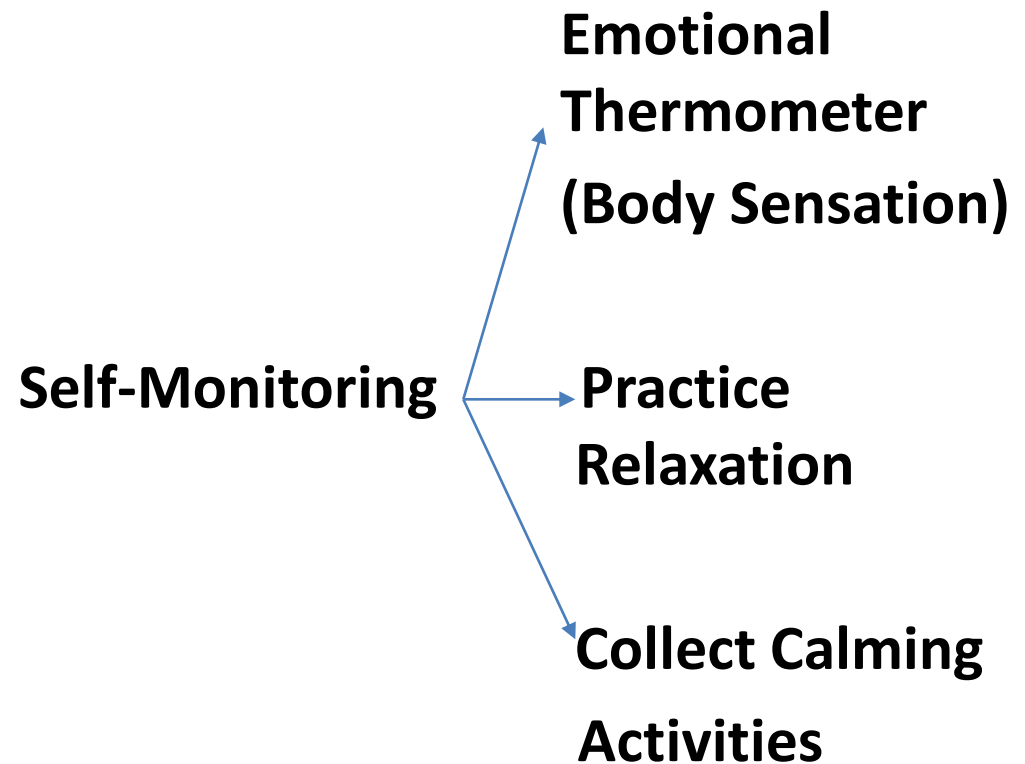 Emotional
Thermometer
(Body Sensation)
Self-Monitoring
Practice
Relaxation
Collect Calming
Activities